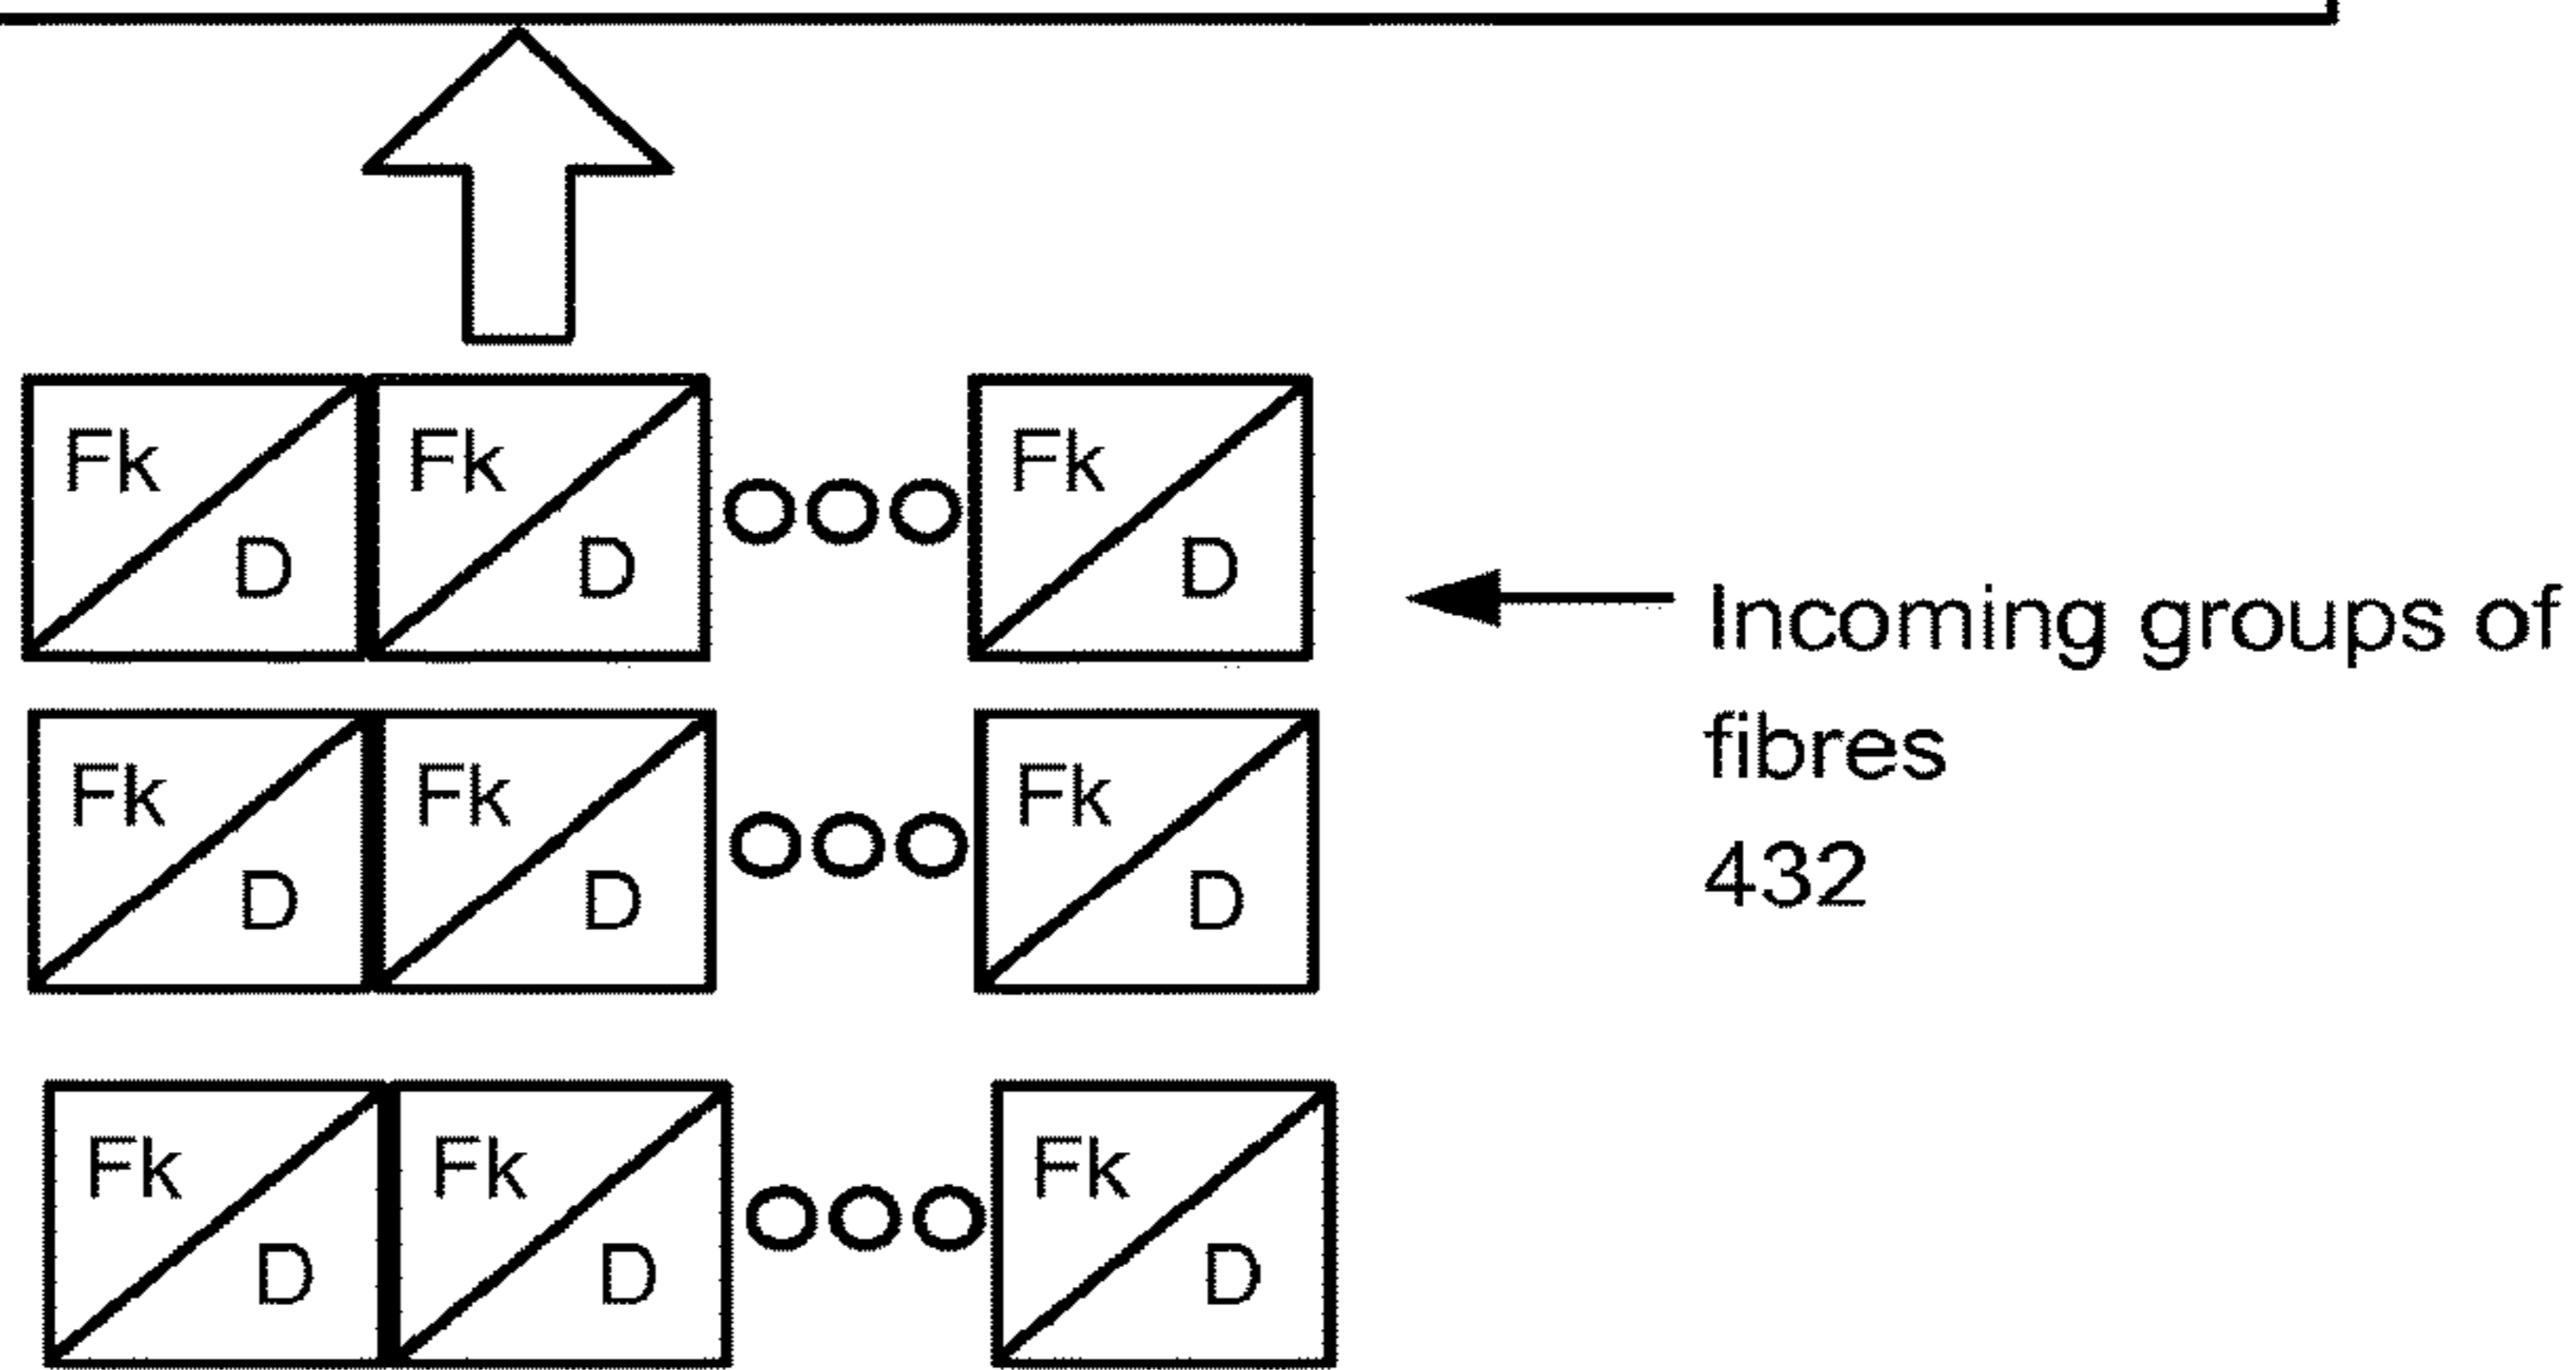 Fk Fk Fk
D D D
Incoming groups of
fibres
432
Fk Fk Fk
D D D
Fk Fk Fk
D D D